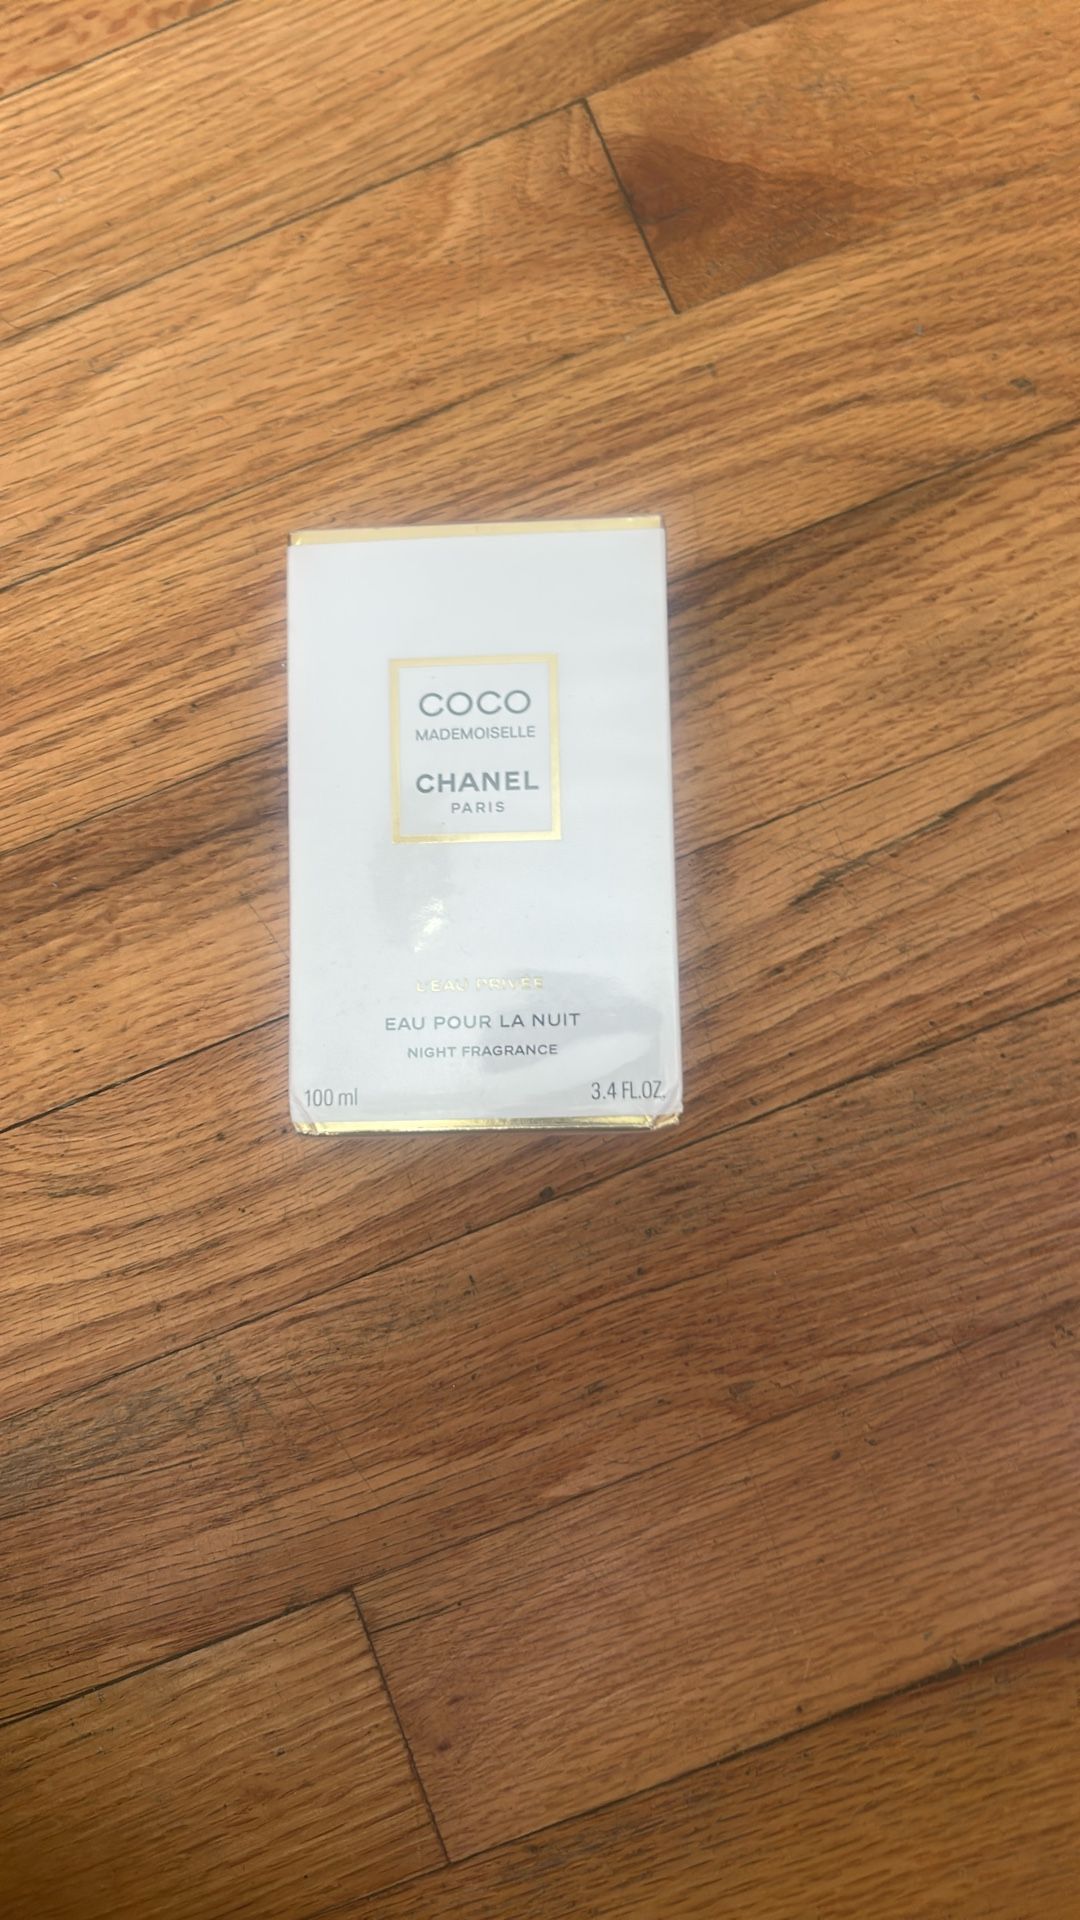 COCO
MADEMOISELLE
CHANEL
PARIS
L'EAU PRIVÉE
EAU POUR LA NUIT
NIGHT FRAGRANCE
100 ml 3.4 FL.OZ.